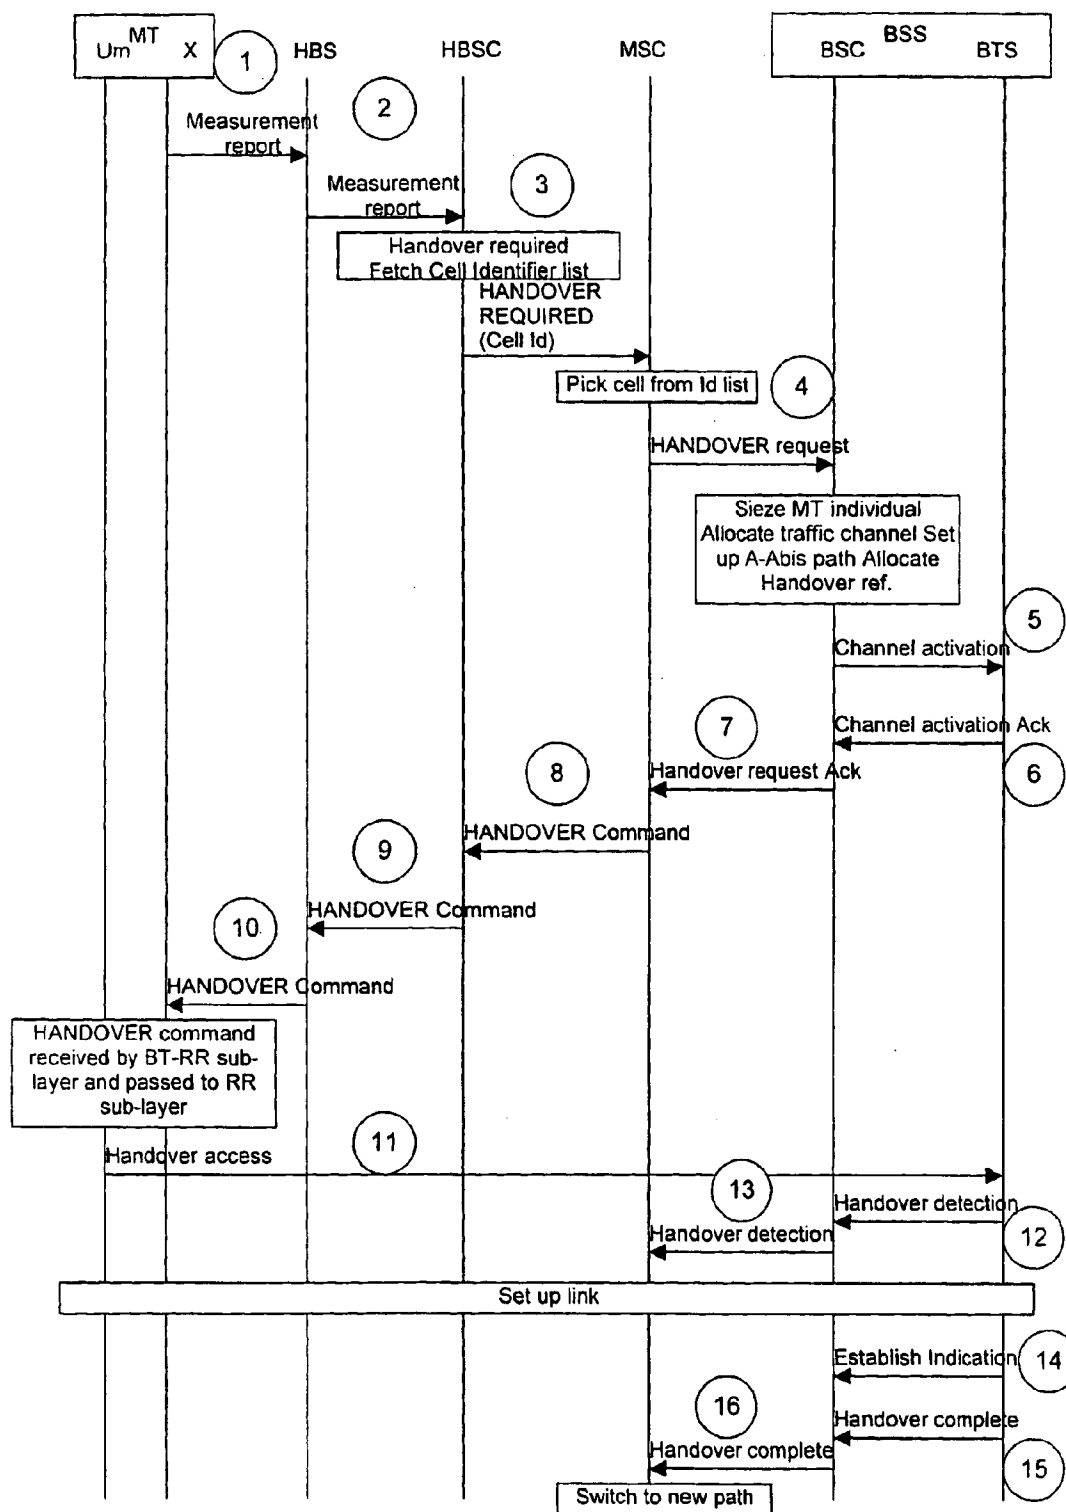 MT
BSS
Um
X
HBS
HBSC
MSC
BSC
BTS
1
2
Measurement
report
3
Measurement
report
Handover required
Fetch Cell Identifier list
HANDOVER
REQUIRED
(Cell Id)
Pick cell from Id list
4
HANDOVER request
Sieze MT individual
Allocate traffic channel Set
up A-Abis path Allocate
Handover ref.
5
Channel activation
7
Channel activation Ack
8
Handover request Ack
6
9
HANDOVER Command
10
HANDOVER Command
HANDOVER Command
HANDOVER command
received by BT-RR sub-
layer and passed to RR
sub-layer
11
Handover access
13
Handover detection
Handover detection
12
Set up link
Establish Indication
14
16
Handover complete
Handover complete
15
Switch to new path